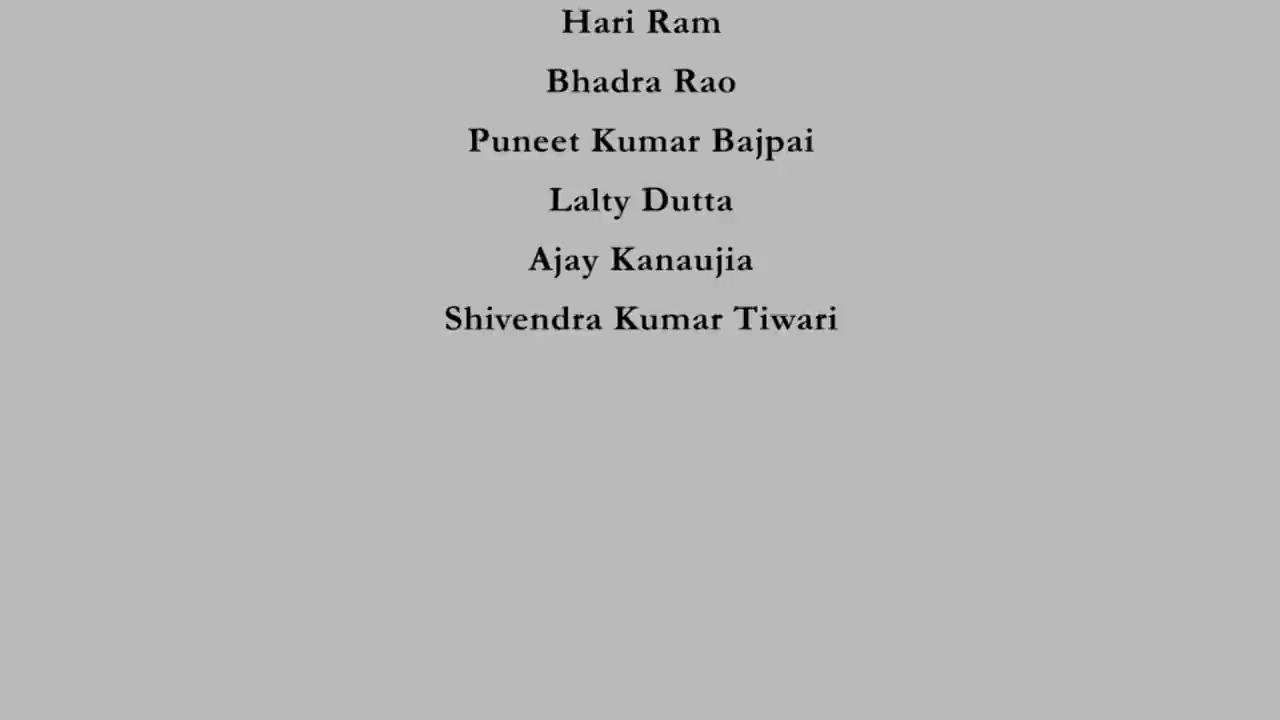 Hari Ram
Bhadra Rao
Puneet Kumar Bajpai
Lalty Dutta
Ajay Kanaujia
Shivendra Kumar Tiwari